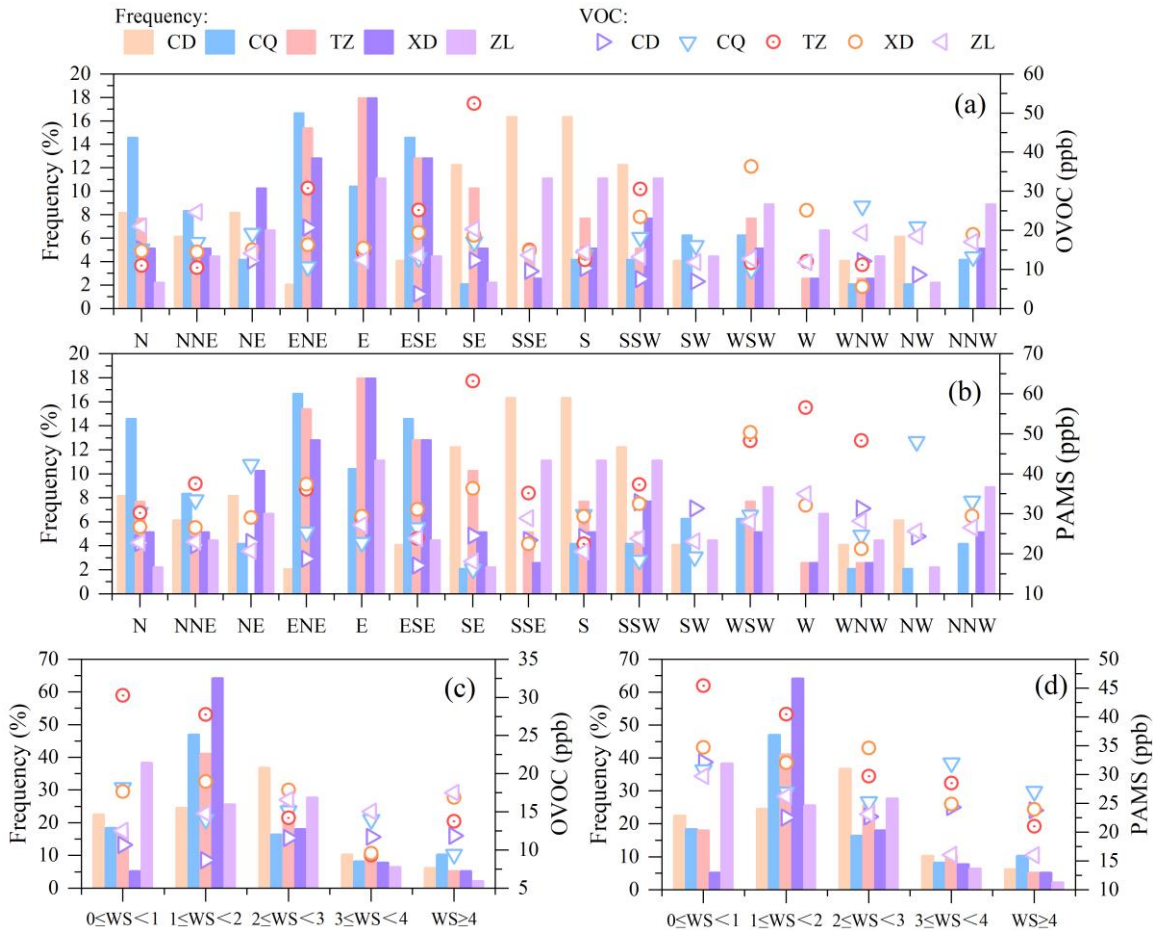 Frequency: VOC:
CD CQ TZ XD ZL CD CQ TZ XD ZL
20 18 16 14 12 10 8 6 4 2 0
Frequency (%)
(a)
60 50 40 30 20 10 0
OVOC (ppb)
N NNE NE ENE E ESE SE SSE S SSW SW WSW W WNW NW NNW
20 18 16 14 12 10 8 6 4 2 0
Frequency (%)
(b)
70 60 50 40 30 20 10
PAMS (ppb)
N NNE NE ENE E ESE SE SSE S SSW SW WSW W WNW NW NNW
70 60 50 40 30 20 10 0
Frequency (%)
(c)
35 30 25 20 15 10 5
OVOC (ppb)
0≤WS<1 1≤WS<2 2≤WS<3 3≤WS<4 WS≥4
70 60 50 40 30 20 10 0
Frequency (%)
(d)
50 45 40 35 30 25 20 15 10
PAMS (ppb)
0≤WS<1 1≤WS<2 2≤WS<3 3≤WS<4 WS≥4